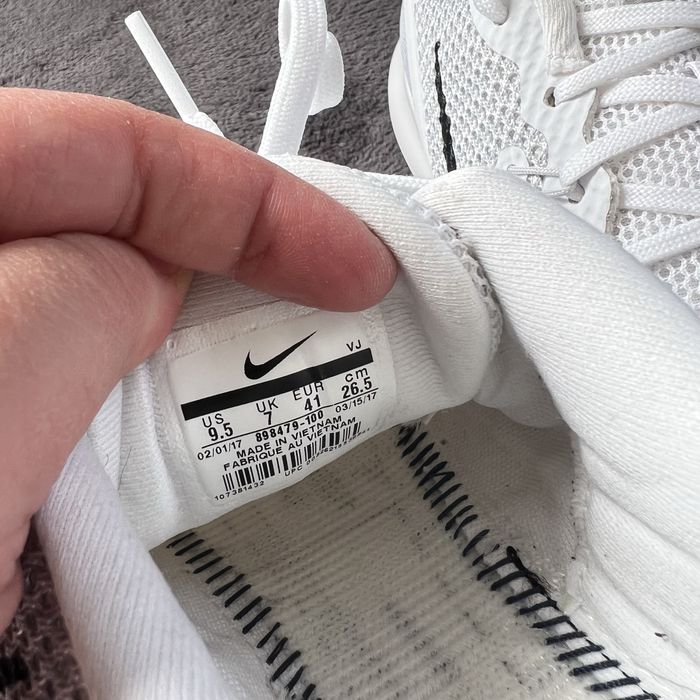 VJ
US UK EUR cm
9.5 7 41 26.5
02/01/17 898479-100 03/15/17
MADE IN VIETNAM
FABRIQUE AU VIETNAM
107381432 UPC